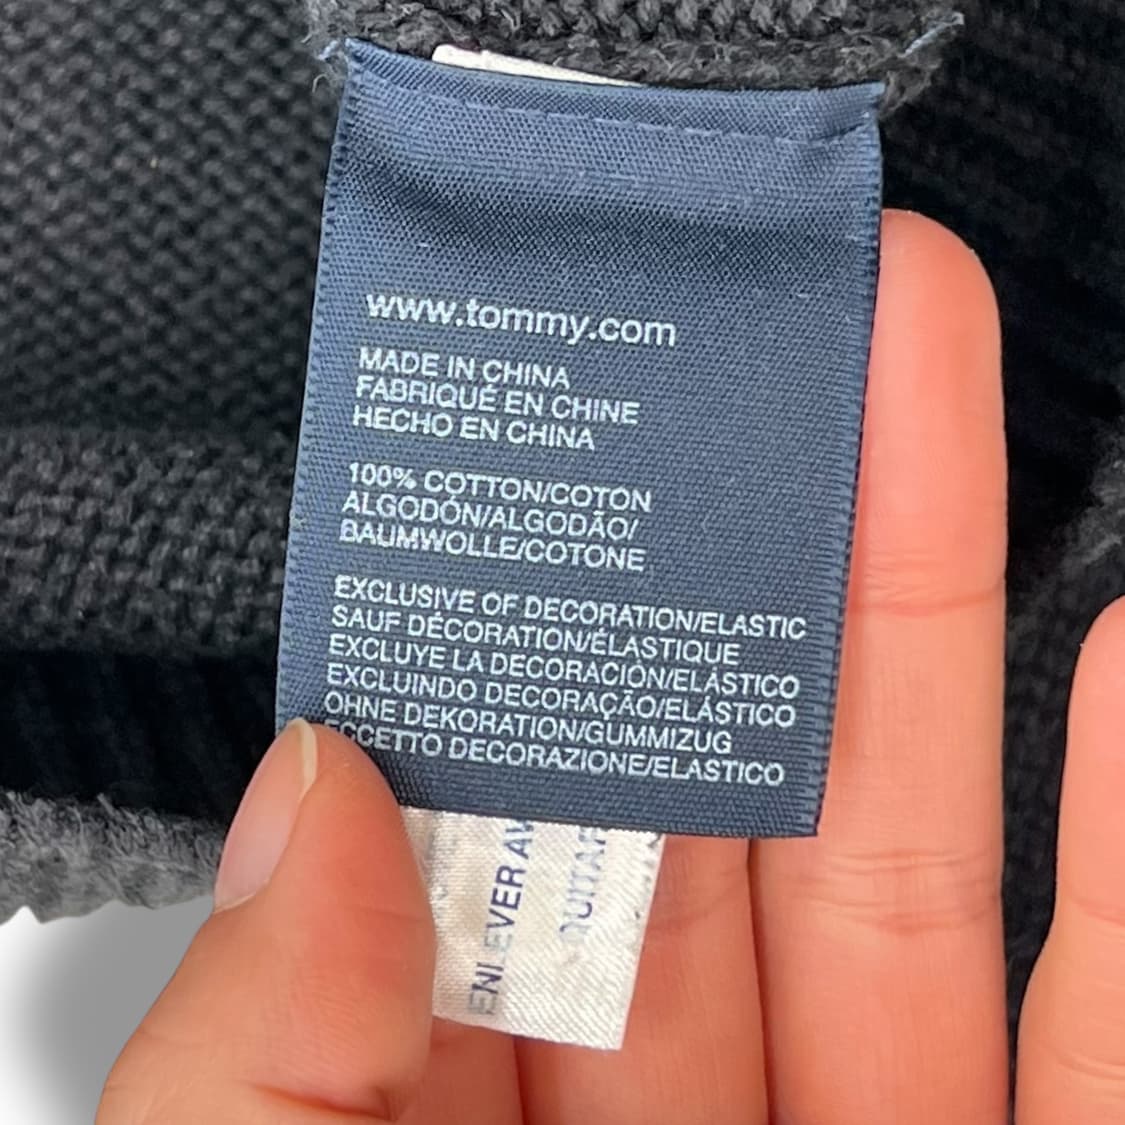 www.tommy.com
MADE IN CHINA
FABRIQUÉ EN CHINE
HECHO EN CHINA
100% COTTON/COTON
ALGODÓN/ALGODÃO/
BAUMWOLLE/COTONE
EXCLUSIVE OF DECORATION/ELASTIC
SAUF DÉCORATION/ÉLASTIQUE
EXCLUYE LA DECORACIÓN/ELÁSTICO
EXCLUINDO DECORAÇÃO/ELÁSTICO
OHNE DEKORATION/GUMMIZUG
ECCETTO DECORAZIONE/ELASTICO
ENLEVER